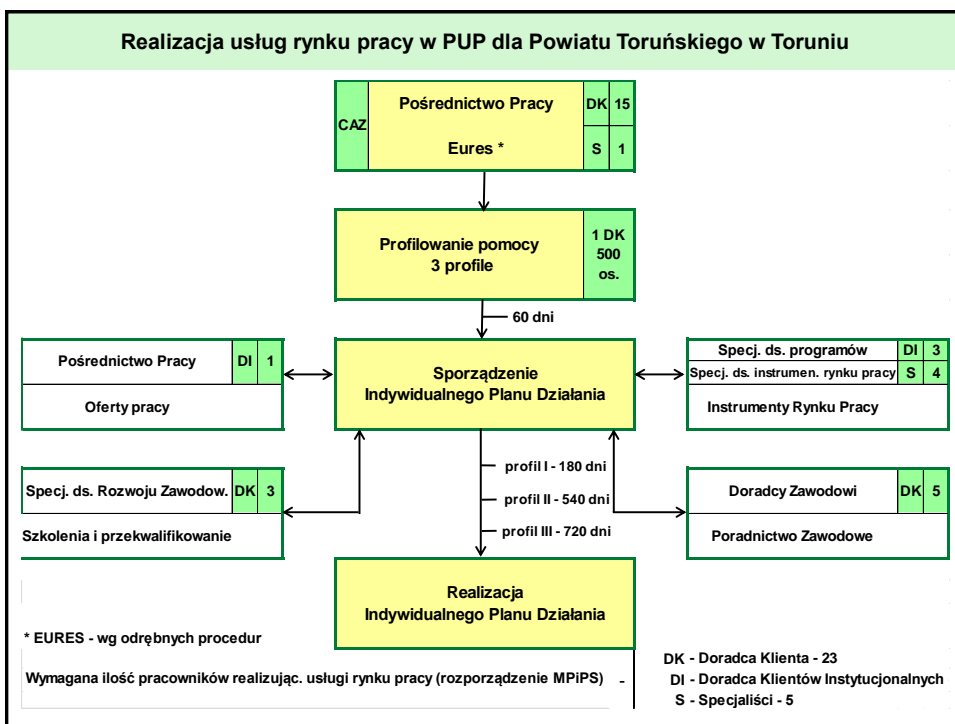 Realizacja usług rynku pracy w PUP dla Powiatu Toruńskiego w Toruniu
CAZ
Pośrednictwo Pracy
DK 15
Eures *
S 1
Profilowanie pomocy
3 profile
1 DK
500
os.
60 dni
Pośrednictwo Pracy
DI 1
Oferty pracy
Sporządzenie
Indywidualnego Planu Działania
Specj. ds. programów
DI 3
Specj. ds. instrumen. rynku pracy
S 4
Instrumenty Rynku Pracy
profil I - 180 dni
profil II - 540 dni
profil III - 720 dni
Specj. ds. Rozwoju Zawodow.
DK 3
Szkolenia i przekwalifikowanie
Doradcy Zawodowi
DK 5
Poradnictwo Zawodowe
Realizacja
Indywidualnego Planu Działania
* EURES - wg odrębnych procedur
Wymagana ilość pracowników realizując. usługi rynku pracy (rozporządzenie MPiPS) -
DK - Doradca Klienta - 23
DI - Doradca Klientów Instytucjonalnych
S - Specjaliści - 5